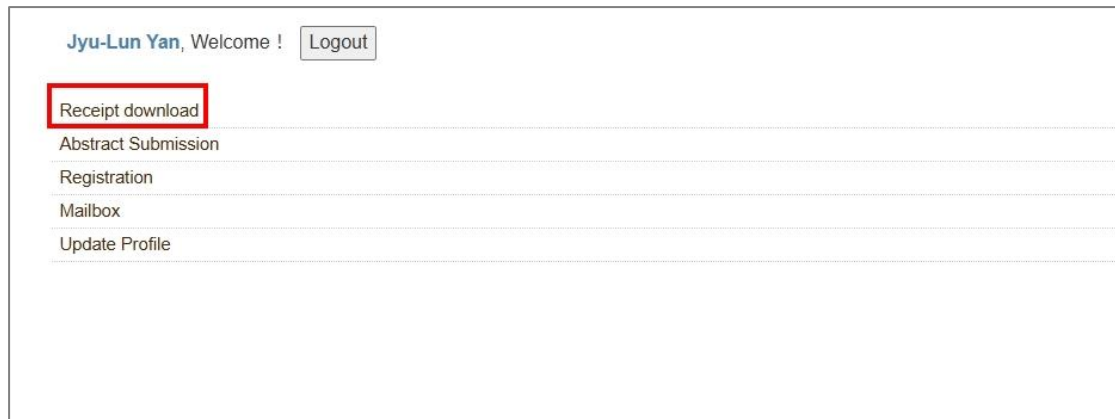 Jyu-Lun Yan, Welcome ! Logout
Receipt download
Abstract Submission
Registration
Mailbox
Update Profile